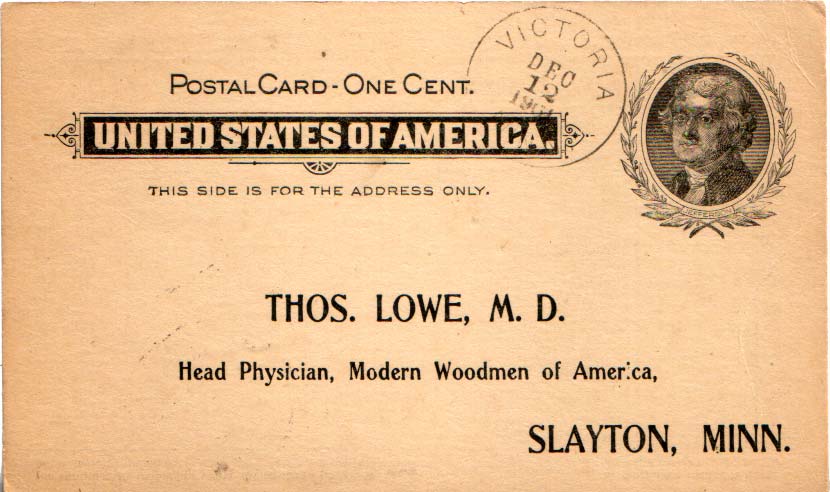 VICTORIA
DEC
12
POSTAL CARD - ONE CENT.
UNITED STATES OF AMERICA.
THIS SIDE IS FOR THE ADDRESS ONLY.
JEFFERSON
THOS. LOWE, M. D.
Head Physician, Modern Woodmen of America,
SLAYTON, MINN.